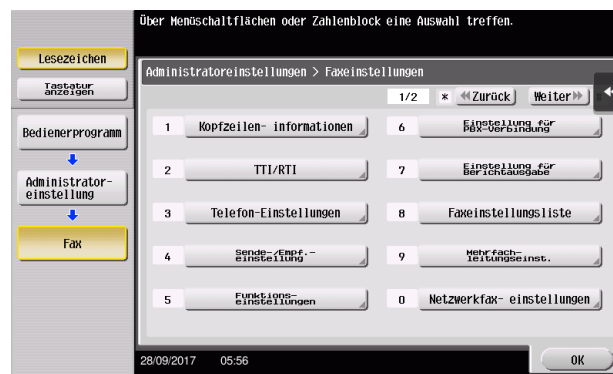 Über Menüschaltflächen oder Zahlenblock eine Auswahl treffen.
Lesezeichen
Tastatur
anzeigen
Bedienerprogramm
Administrator-
einstellung
Fax
Administratoreinstellungen > Faxeinstellungen
1/2 * Zurück Weiter
1 Kopfzeilen- informationen
2 TTI/RTI
3 Telefon-Einstellungen
4 Sende-/Empf.-
einstellung
5 Funktions-
einstellungen
6 Einstellung für
PBX-Verbindung
7 Einstellung für
Berichtausgabe
8 Faxeinstellungsliste
9 Mehrfach-
leitungseinst.
0 Netzwerkfax- einstellungen
28/09/2017 05:56
OK